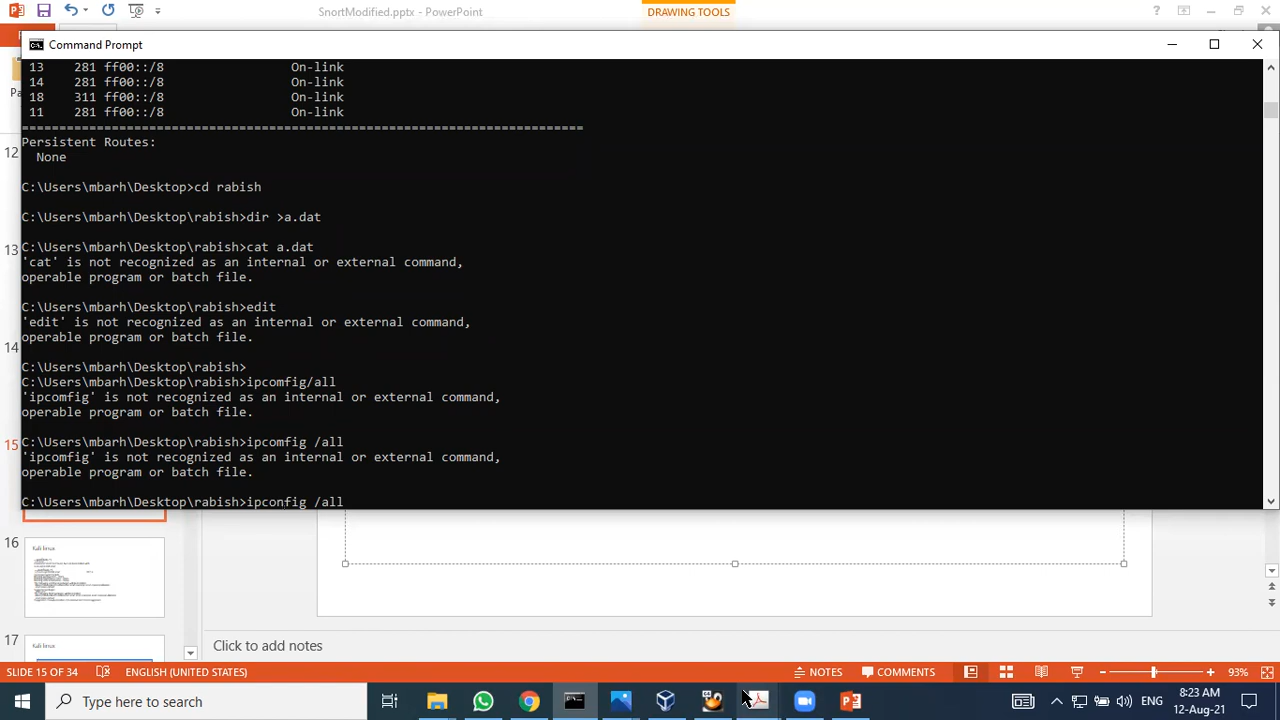 SnortModified.pptx - PowerPoint
DRAWING TOOLS
Command Prompt
13 281 ff00::/8 On-link
14 281 ff00::/8 On-link
18 311 ff00::/8 On-link
11 281 ff00::/8 On-link
===========================================================================
Persistent Routes:
None
C:\Users\mbarh\Desktop>cd rabish
C:\Users\mbarh\Desktop\rabish>dir >a.dat
C:\Users\mbarh\Desktop\rabish>cat a.dat
'cat' is not recognized as an internal or external command,
operable program or batch file.
C:\Users\mbarh\Desktop\rabish>edit
'edit' is not recognized as an internal or external command,
operable program or batch file.
C:\Users\mbarh\Desktop\rabish>
C:\Users\mbarh\Desktop\rabish>ipcomfig/all
'ipcomfig' is not recognized as an internal or external command,
operable program or batch file.
C:\Users\mbarh\Desktop\rabish>ipcomfig /all
'ipcomfig' is not recognized as an internal or external command,
operable program or batch file.
C:\Users\mbarh\Desktop\rabish>ipconfig /all
12
13
14
15
16
Kali linux
17
Kali linux
Click to add notes
SLIDE 15 OF 34 ENGLISH (UNITED STATES) NOTES COMMENTS 93%
Type here to search
ENG
8:23 AM
12-Aug-21